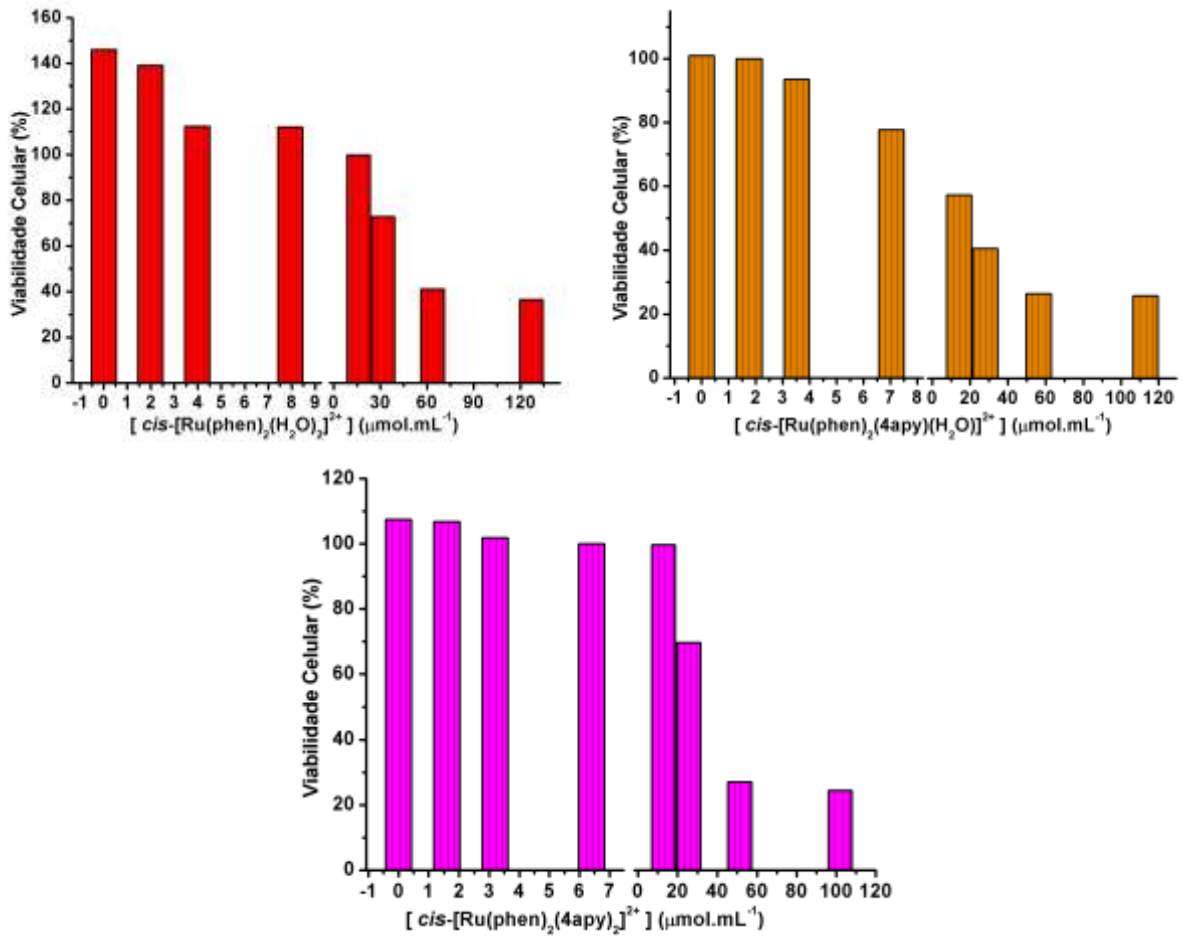 160
140
120
100
80
60
40
20
0
Viabilidade Celular (%)
-1 0 1 2 3 4 5 6 7 8 9 0 30 60 90 120
[ cis-[Ru(phen)₂(H₂O)₂]²⁺ ] (μmol.mL⁻¹)
100
80
60
40
20
0
Viabilidade Celular (%)
-1 0 1 2 3 4 5 6 7 8 0 20 40 60 80 100 120
[ cis-[Ru(phen)₂(4apy)(H₂O)]²⁺ ] (μmol.mL⁻¹)
120
100
80
60
40
20
0
Viabilidade Celular (%)
-1 0 1 2 3 4 5 6 7 0 20 40 60 80 100 120
[ cis-[Ru(phen)₂(4apy)₂]²⁺ ] (μmol.mL⁻¹)